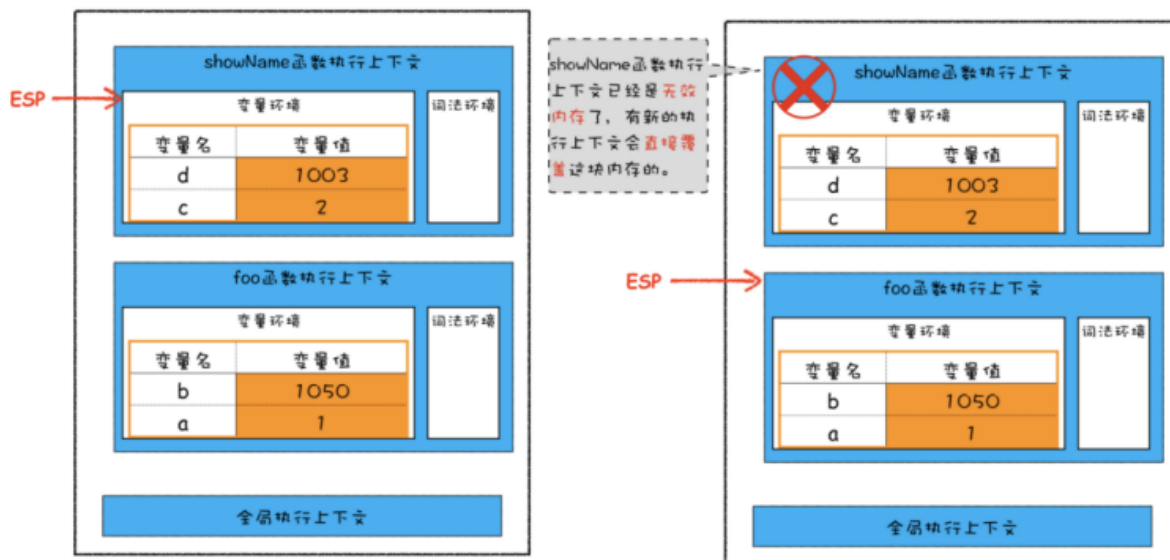 showName函数执行上下文
ESP
变量环境
词法环境
变量名
变量值
d
1003
c
2
foo函数执行上下文
变量环境
词法环境
变量名
变量值
b
1050
a
1
全局执行上下文
showName函数执行
上下文已经是无效
内存了，有新的执
行上下文会直接覆
盖这块内存的。
showName函数执行上下文
变量环境
词法环境
变量名
变量值
d
1003
c
2
ESP
foo函数执行上下文
变量环境
词法环境
变量名
变量值
b
1050
a
1
全局执行上下文